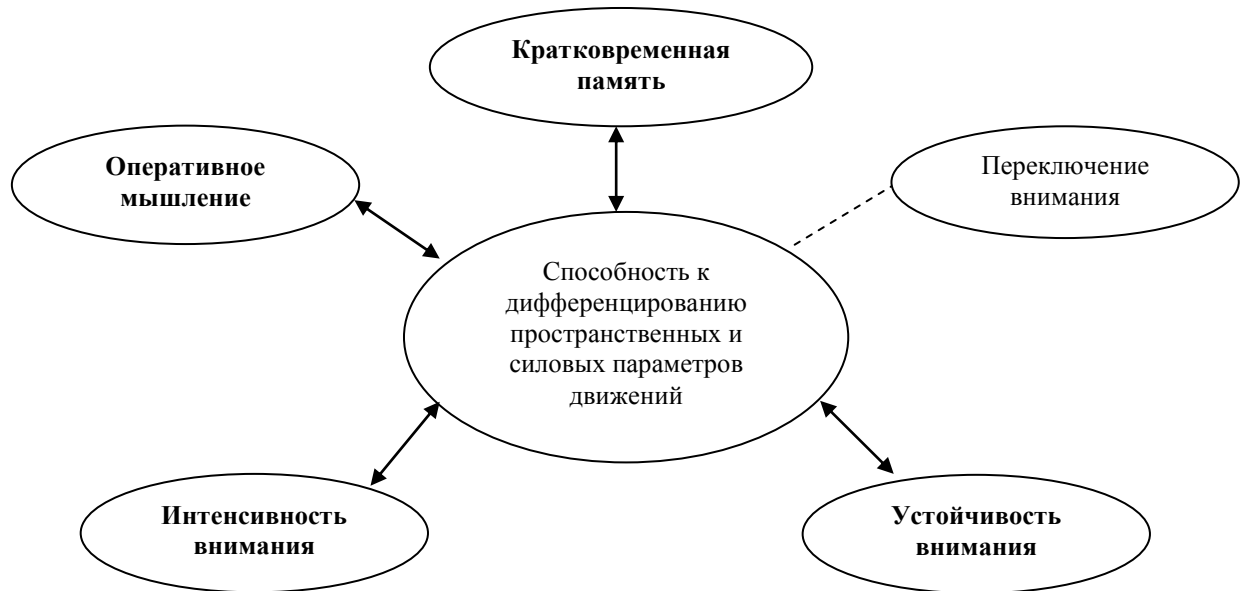 Кратковременная
память
Оперативное
мышление
Переключение
внимания
Способность к
дифференцированию
пространственных и
силовых параметров
движений
Интенсивность
внимания
Устойчивость
внимания